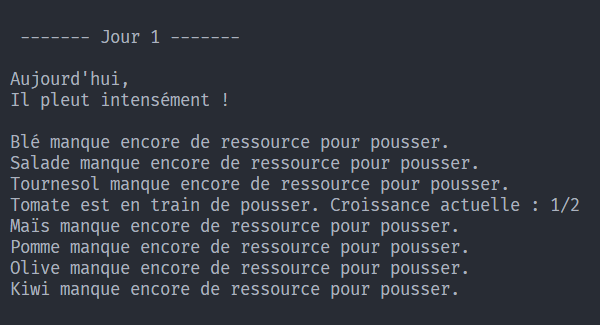 ------- Jour 1 -------
Aujourd'hui,
Il pleut intensément !
Blé manque encore de ressource pour pousser.
Salade manque encore de ressource pour pousser.
Tournesol manque encore de ressource pour pousser.
Tomate est en train de pousser. Croissance actuelle : 1/2
Maïs manque encore de ressource pour pousser.
Pomme manque encore de ressource pour pousser.
Olive manque encore de ressource pour pousser.
Kiwi manque encore de ressource pour pousser.